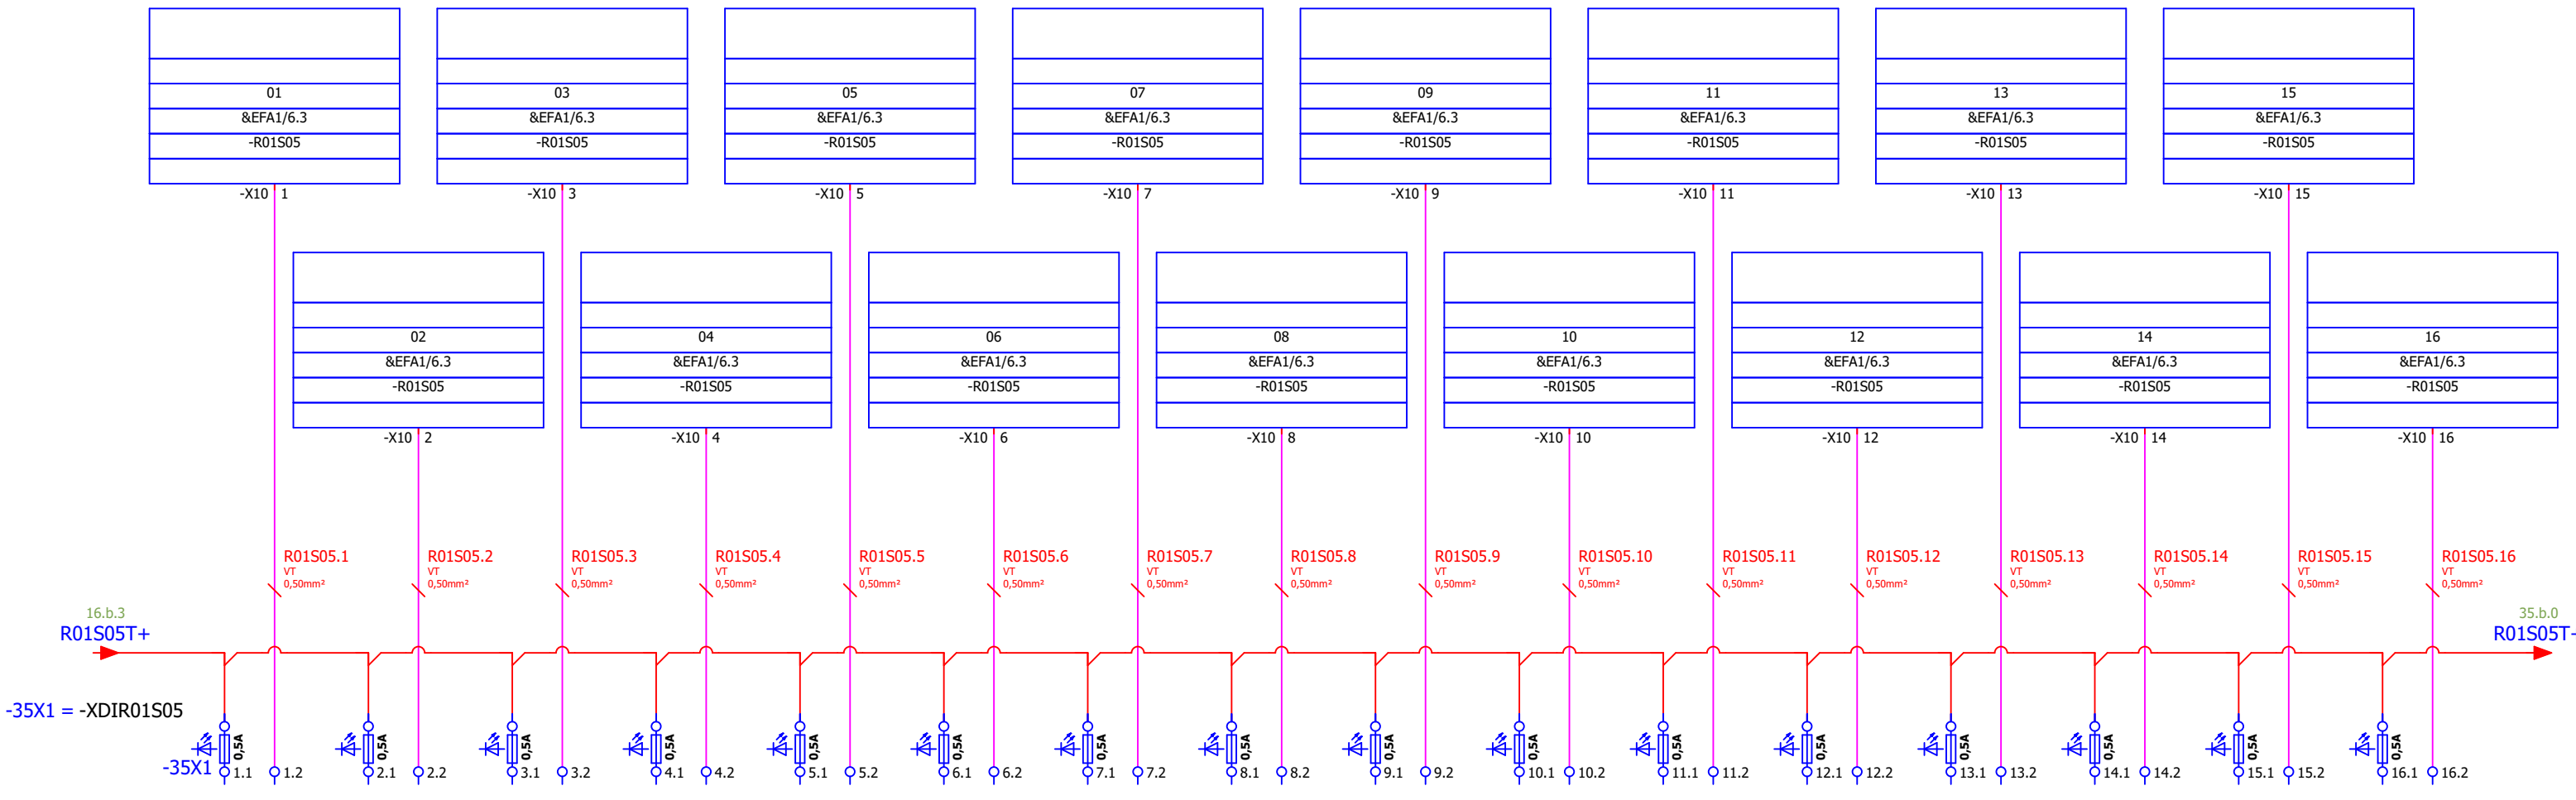 01 03 05 07 09 11 13 15
&EFA1/6.3 &EFA1/6.3 &EFA1/6.3 &EFA1/6.3 &EFA1/6.3 &EFA1/6.3 &EFA1/6.3 &EFA1/6.3
-R01S05 -R01S05 -R01S05 -R01S05 -R01S05 -R01S05 -R01S05 -R01S05
-X10 1 -X10 3 -X10 5 -X10 7 -X10 9 -X10 11 -X10 13 -X10 15
02 04 06 08 10 12 14 16
&EFA1/6.3 &EFA1/6.3 &EFA1/6.3 &EFA1/6.3 &EFA1/6.3 &EFA1/6.3 &EFA1/6.3 &EFA1/6.3
-R01S05 -R01S05 -R01S05 -R01S05 -R01S05 -R01S05 -R01S05 -R01S05
-X10 2 -X10 4 -X10 6 -X10 8 -X10 10 -X10 12 -X10 14 -X10 16
R01S05.1 R01S05.2 R01S05.3 R01S05.4 R01S05.5 R01S05.6 R01S05.7 R01S05.8 R01S05.9 R01S05.10 R01S05.11 R01S05.12 R01S05.13 R01S05.14 R01S05.15 R01S05.16
VT VT VT VT VT VT VT VT VT VT VT VT VT VT VT VT
0,50mm² 0,50mm² 0,50mm² 0,50mm² 0,50mm² 0,50mm² 0,50mm² 0,50mm² 0,50mm² 0,50mm² 0,50mm² 0,50mm² 0,50mm² 0,50mm² 0,50mm² 0,50mm²
16.b.3 35.b.0
R01S05T+ R01S05T+
-35X1 = -XDIR01S05
0,5A 0,5A 0,5A 0,5A 0,5A 0,5A 0,5A 0,5A 0,5A 0,5A 0,5A 0,5A 0,5A 0,5A 0,5A 0,5A
-35X1 1.1 1.2 2.1 2.2 3.1 3.2 4.1 4.2 5.1 5.2 6.1 6.2 7.1 7.2 8.1 8.2 9.1 9.2 10.1 10.2 11.1 11.2 12.1 12.2 13.1 13.2 14.1 14.2 15.1 15.2 16.1 16.2